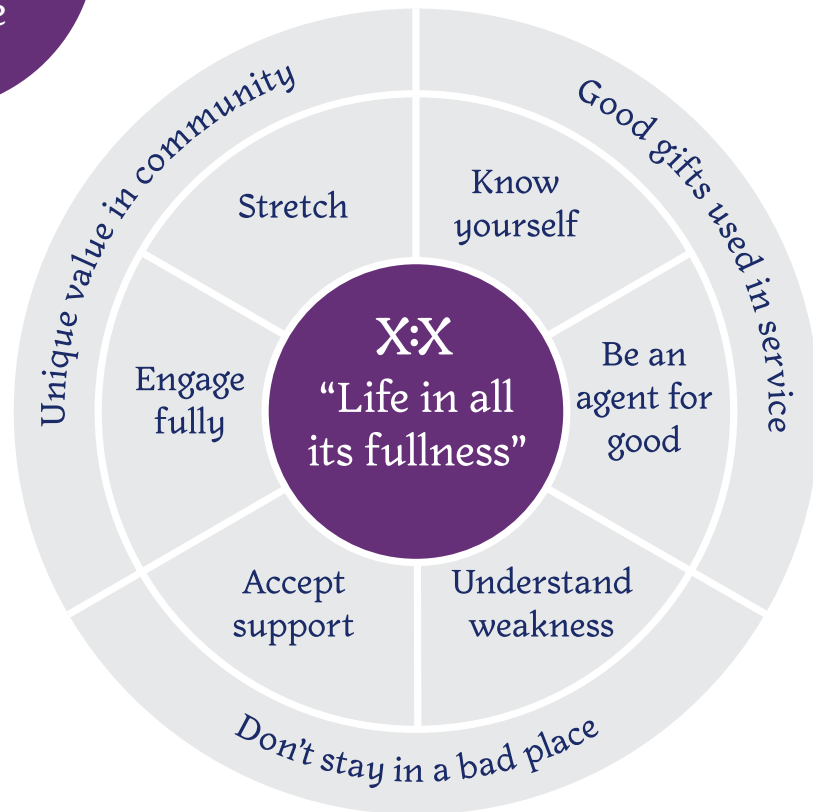 Unique value in community
Good gifts used in service
Stretch
Know
yourself
Engage
fully
X:X
“Life in all
its fullness”
Be an
agent for
good
Accept
support
Understand
weakness
Don't stay in a bad place